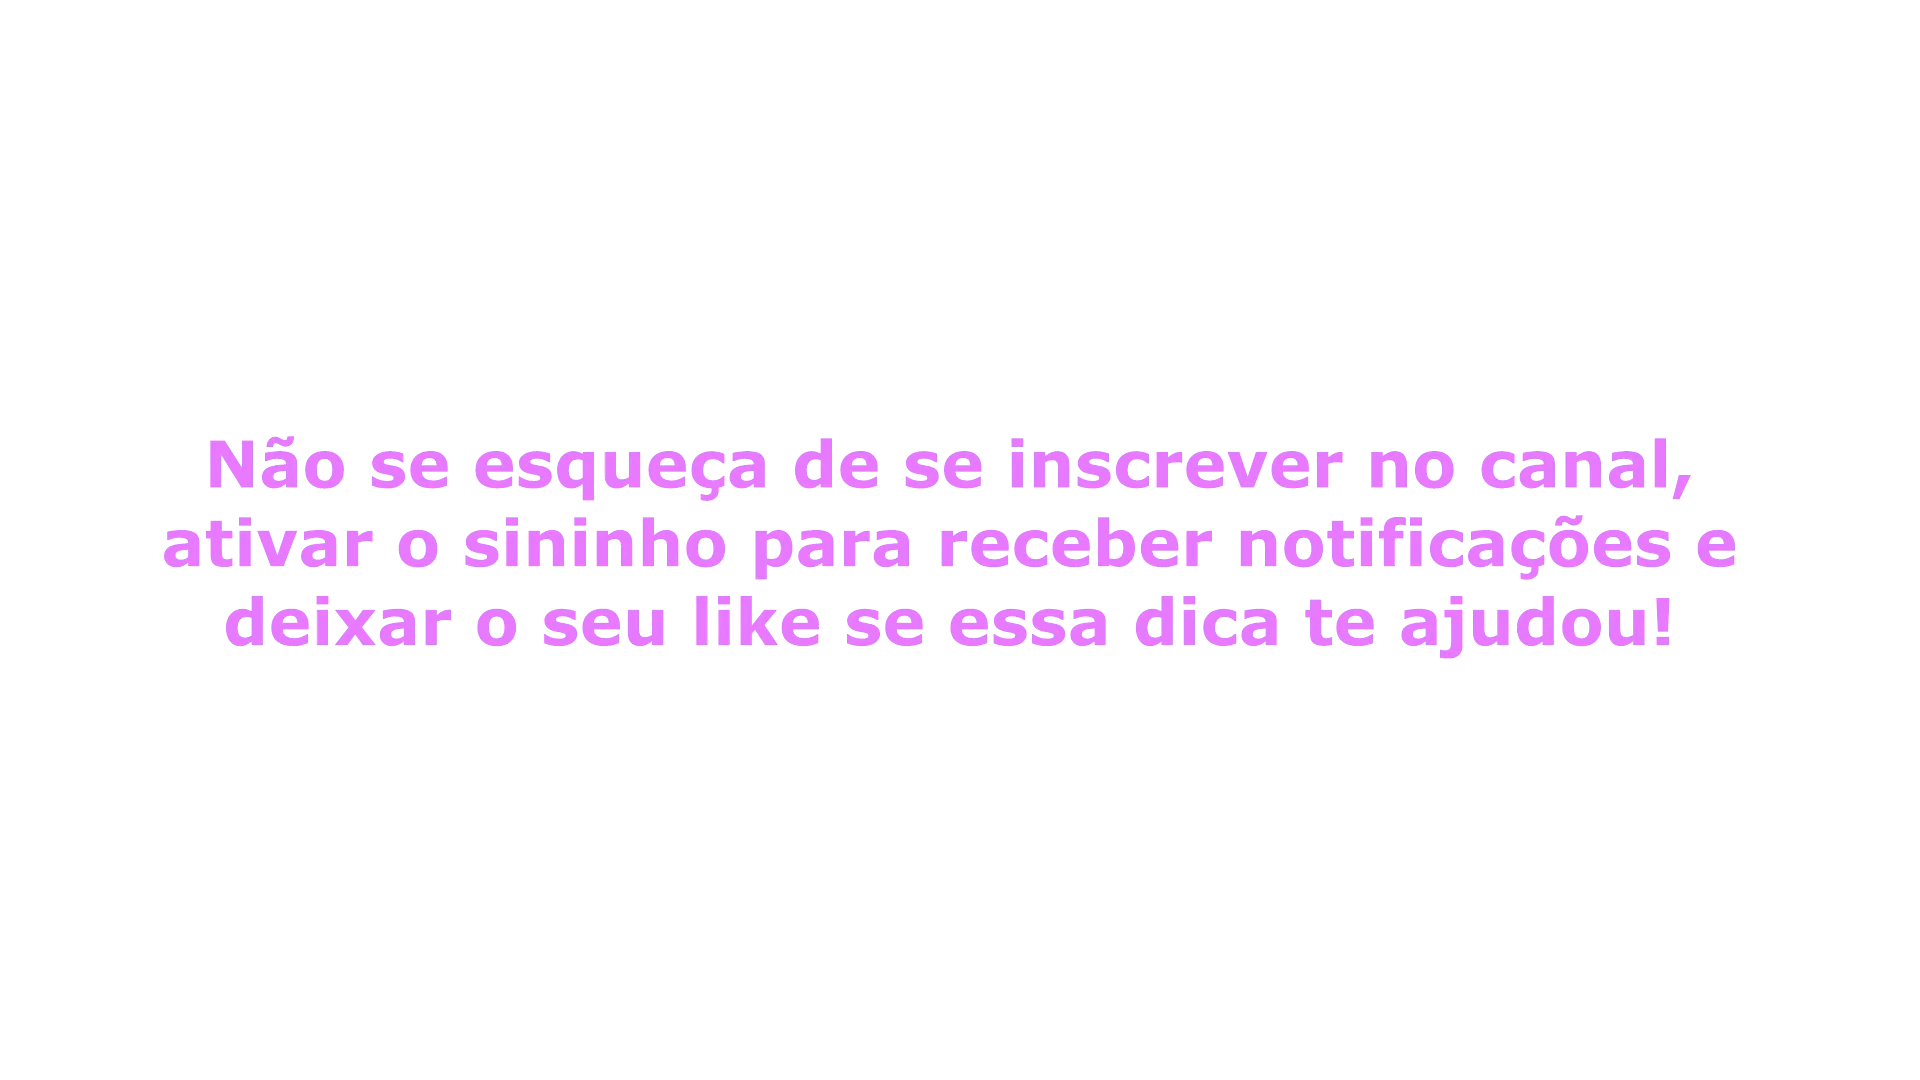 Não se esqueça de se inscrever no canal,
ativar o sininho para receber notificações e
deixar o seu like se essa dica te ajudou!